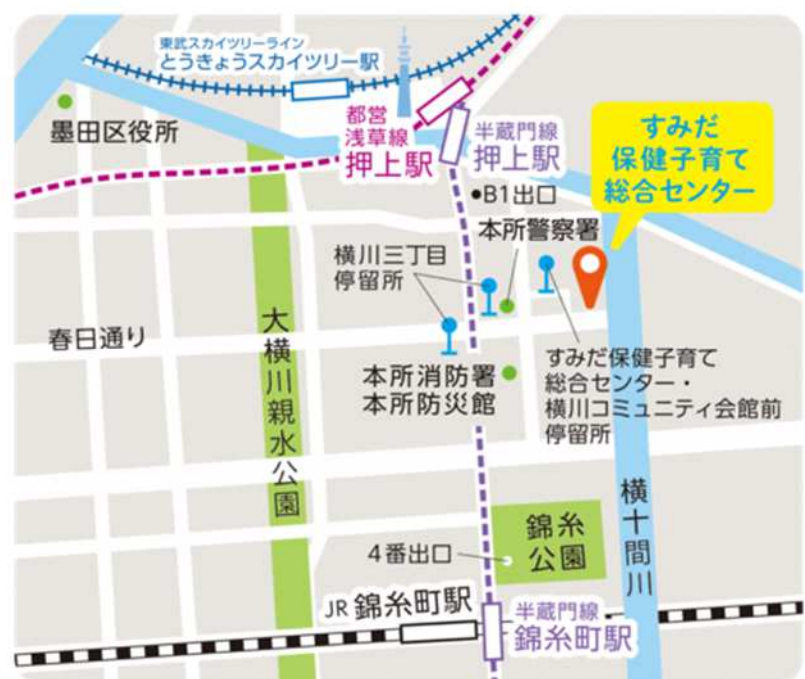 東武スカイツリーライン
とうきょうスカイツリー駅
墨田区役所
都営
浅草線
押上駅
半蔵門線
押上駅
すみだ
保健子育て
総合センター
•B1出口
本所警察署
横川三丁目
停留所
春日通り
大横川親水公園
本所消防署
本所防災館
すみだ保健子育て
総合センター・
横川コミュニティ会館前
停留所
横十間川
錦糸
公園
4番出口
JR 錦糸町駅
半蔵門線
錦糸町駅